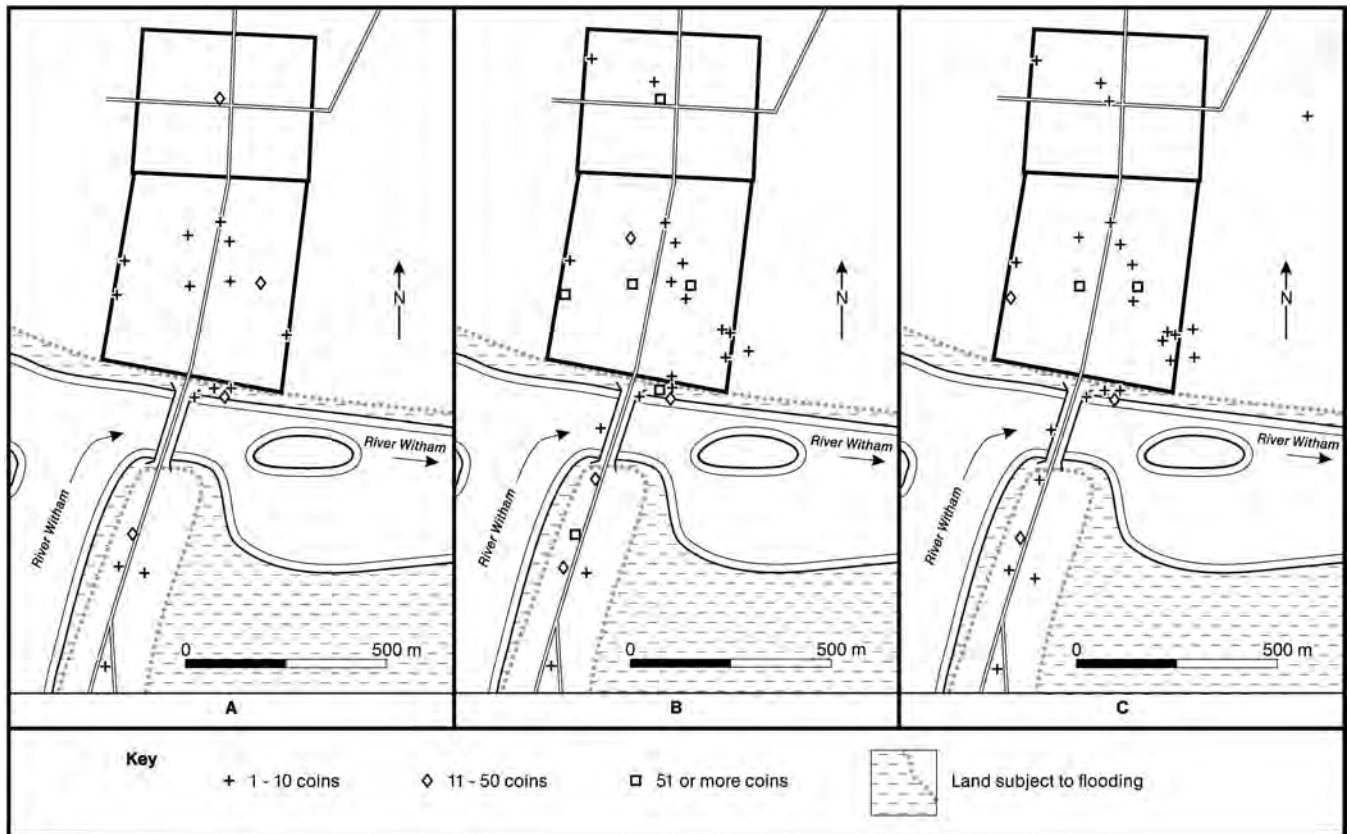 N
River Witham
River Witham
0 500 m
A
N
River Witham
River Witham
0 500 m
B
N
River Witham
River Witham
0 500 m
C
Key
1 - 10 coins
11 - 50 coins
51 or more coins
Land subject to flooding